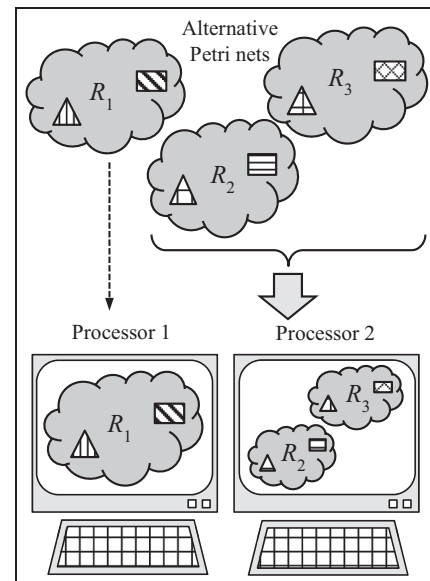 Alternative
Petri nets
R1
R3
R2
Processor 1
Processor 2
R1
R3
R2